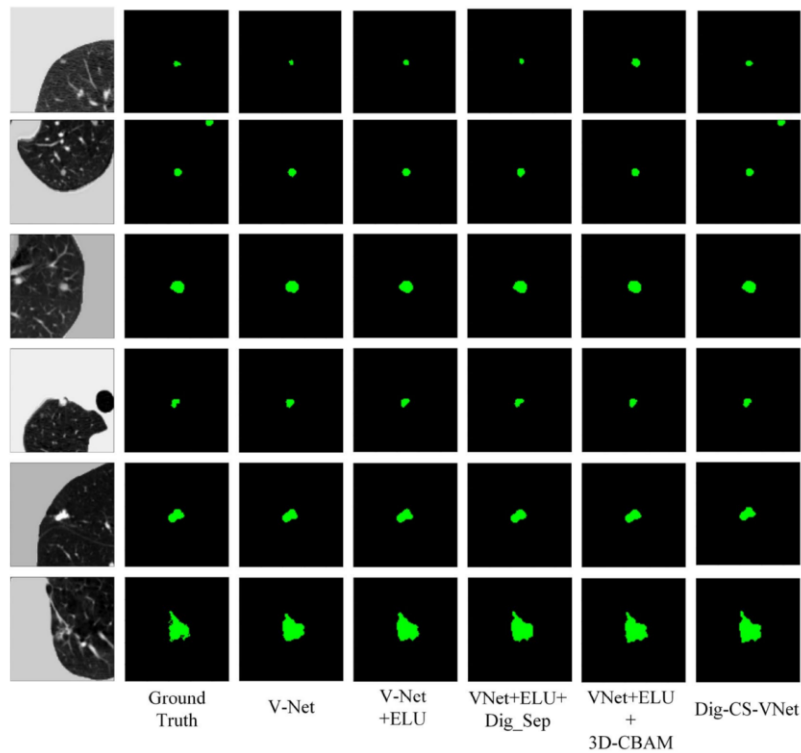 Ground
Truth
V-Net
V-Net
+ELU
VNet+ELU+
Dig_Sep
VNet+ELU
+
3D-CBAM
Dig-CS-VNet